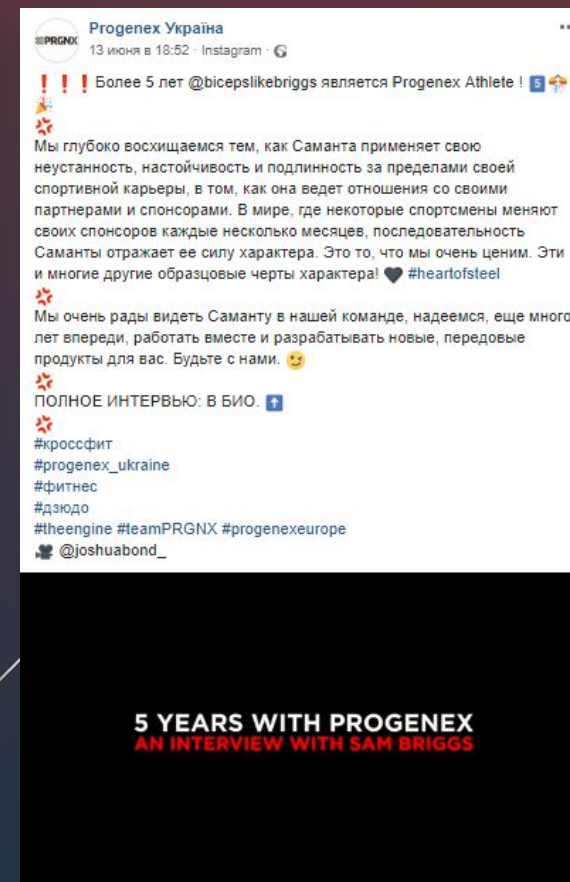 PRGNX
Progenex Україна
13 июня в 18:52 · Instagram ·
❗❗❗ Более 5 лет @bicepslikebriggs является Progenex Athlete ! 5️⃣🎊
🎉
💢
Мы глубоко восхищаемся тем, как Саманта применяет свою
неустанность, настойчивость и подлинность за пределами своей
спортивной карьеры, в том, как она ведет отношения со своими
партнерами и спонсорами. В мире, где некоторые спортсмены меняют
своих спонсоров каждые несколько месяцев, последовательность
Саманты отражает ее силу характера. Это то, что мы очень ценим. Эти
и многие другие образцовые черты характера! 🖤 #heartofsteel
💢
Мы очень рады видеть Саманту в нашей команде, надеемся, еще много
лет впереди, работать вместе и разрабатывать новые, передовые
продукты для вас. Будьте с нами. 😉
💢
ПОЛНОЕ ИНТЕРВЬЮ: В БИО. ⬆️
💢
#кроссфит
#progenex_ukraine
#фитнес
#дзюдо
#theengine #teamPRGNX #progenexeurope
🎥 @joshuabond_
5 YEARS WITH PROGENEX
AN INTERVIEW WITH SAM BRIGGS